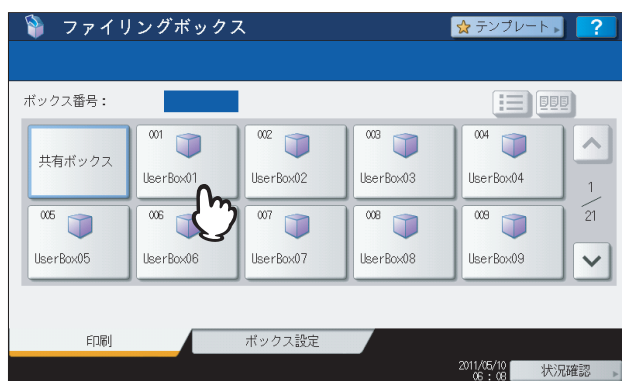 ファイリングボックス
テンプレート
?
ボックス番号：
共有ボックス
001
UserBox01
002
UserBox02
003
UserBox03
004
UserBox04
1
21
005
UserBox05
006
UserBox06
007
UserBox07
008
UserBox08
009
UserBox09
印刷
ボックス設定
2011/05/10
06：08
状況確認